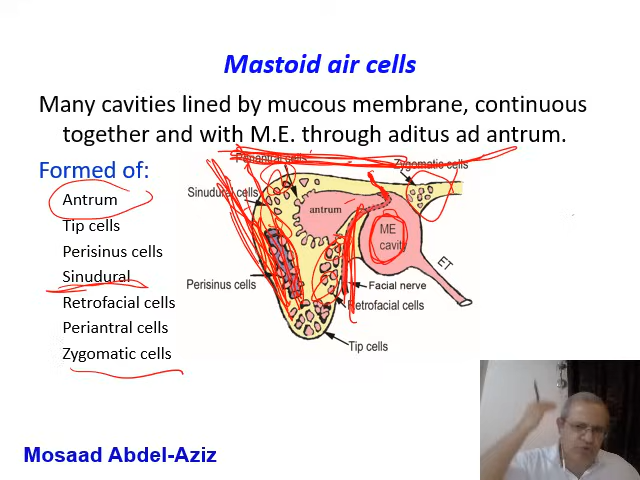 Mastoid air cells
Many cavities lined by mucous membrane, continuous
together and with M.E. through aditus ad antrum.
Formed of:
Antrum
Tip cells
Perisinus cells
Sinudural
Retrofacial cells
Periantral cells
Zygomatic cells
Periantral cells
Zygomatic cells
Sinudural cells
antrum
ME
cavity
ET
Perisinus cells
Facial nerve
Retrofacial cells
Tip cells
Mosaad Abdel-Aziz